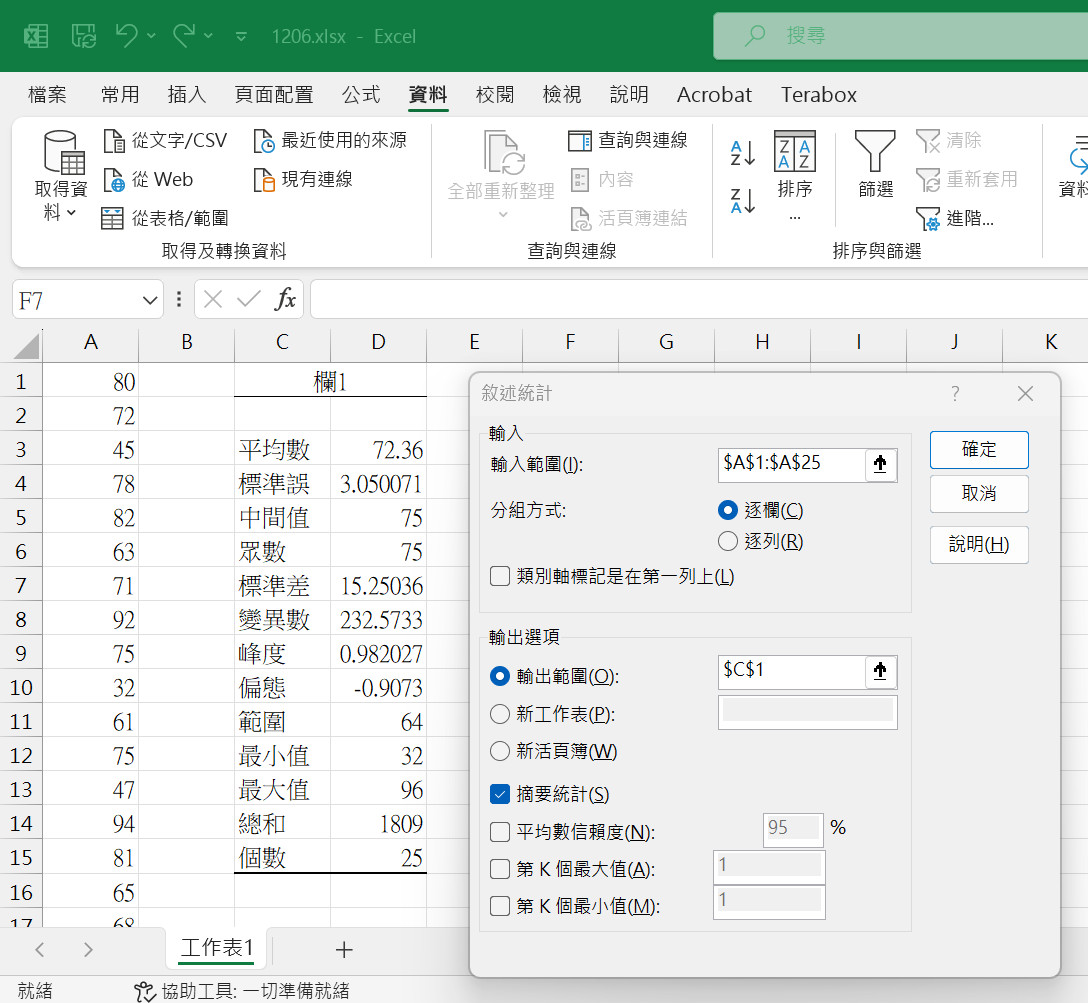 1206.xlsx - Excel
搜尋
檔案 常用 插入 頁面配置 公式 資料 校閱 檢視 說明 Acrobat Terabox
取得資料
從文字/CSV
從 Web
從表格/範圍
最近使用的來源
現有連線
取得及轉換資料
全部重新整理
查詢與連線
內容
活頁簿連結
查詢與連線
排序...
篩選
清除
重新套用
進階...
排序與篩選
資料
F7 fx
A B C D E F G H I J K
1 80 欄1
2 72
3 45 平均數 72.36
4 78 標準誤 3.050071
5 82 中間值 75
6 63 眾數 75
7 71 標準差 15.25036
8 92 變異數 232.5733
9 75 峰度 0.982027
10 32 偏態 -0.9073
11 61 範圍 64
12 75 最小值 32
13 47 最大值 96
14 94 總和 1809
15 81 個數 25
16 65
17 68
敘述統計 ?
輸入
輸入範圍(I): $A$1:$A$25
分組方式: 逐欄(C)
逐列(R)
類別軸標記是在第一列上(L)
輸出選項
輸出範圍(O): $C$1
新工作表(P):
新活頁簿(W)
摘要統計(S)
平均數信賴度(N): 95 %
第 K 個最大值(A): 1
第 K 個最小值(M): 1
確定
取消
說明(H)
工作表1
就緒 協助工具: 一切準備就緒